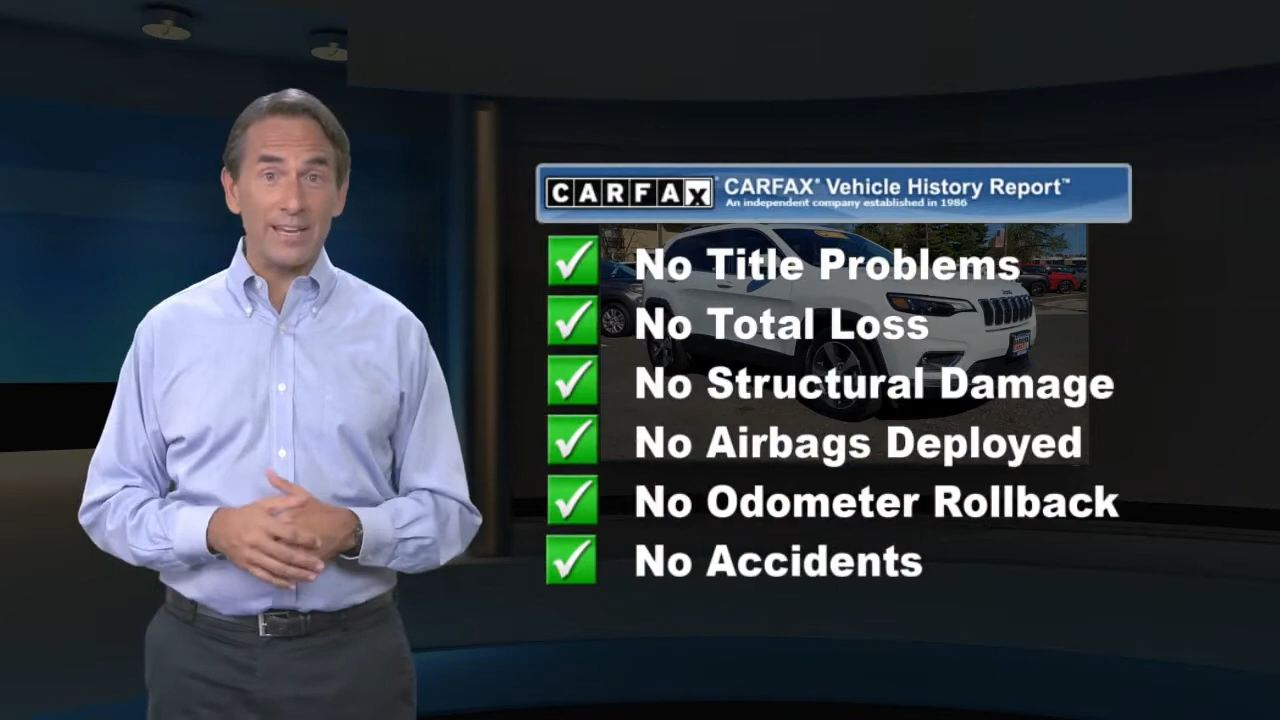 CARFAX CARFAX® Vehicle History Report™
An independent company established in 1986
No Title Problems
No Total Loss
No Structural Damage
No Airbags Deployed
No Odometer Rollback
No Accidents